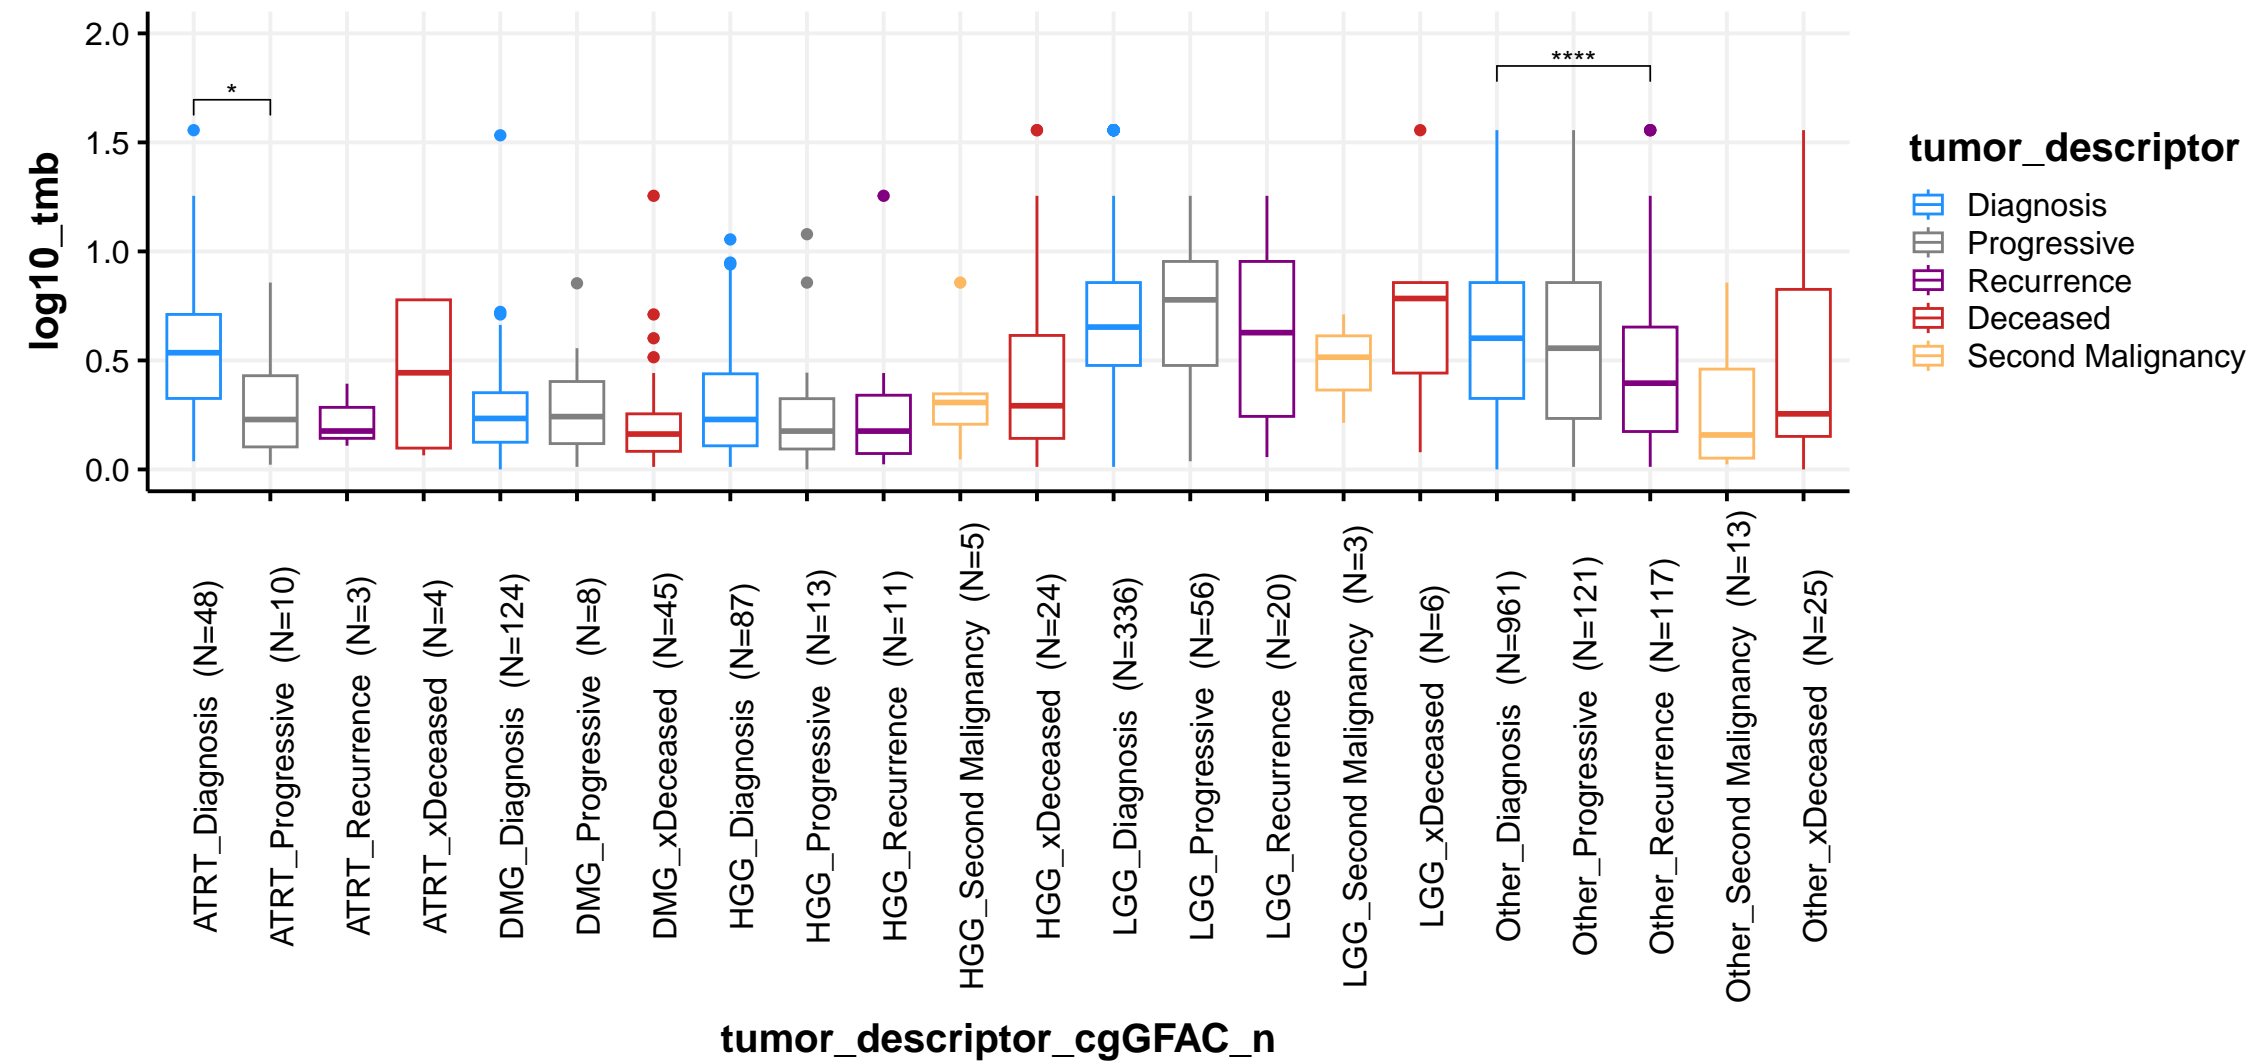 2.0
1.5
1.0
0.5
0.0
log10_tmb
*
****
ATRT_Diagnosis (N=48)
ATRT_Progressive (N=10)
ATRT_Recurrence (N=3)
ATRT_xDeceased (N=4)
DMG_Diagnosis (N=124)
DMG_Progressive (N=8)
DMG_xDeceased (N=45)
HGG_Diagnosis (N=87)
HGG_Progressive (N=13)
HGG_Recurrence (N=11)
HGG_Second Malignancy (N=5)
HGG_xDeceased (N=24)
LGG_Diagnosis (N=336)
LGG_Progressive (N=56)
LGG_Recurrence (N=20)
LGG_Second Malignancy (N=3)
LGG_xDeceased (N=6)
Other_Diagnosis (N=961)
Other_Progressive (N=121)
Other_Recurrence (N=117)
Other_Second Malignancy (N=13)
Other_xDeceased (N=25)
tumor_descriptor_cgGFAC_n
tumor_descriptor
Diagnosis
Progressive
Recurrence
Deceased
Second Malignancy